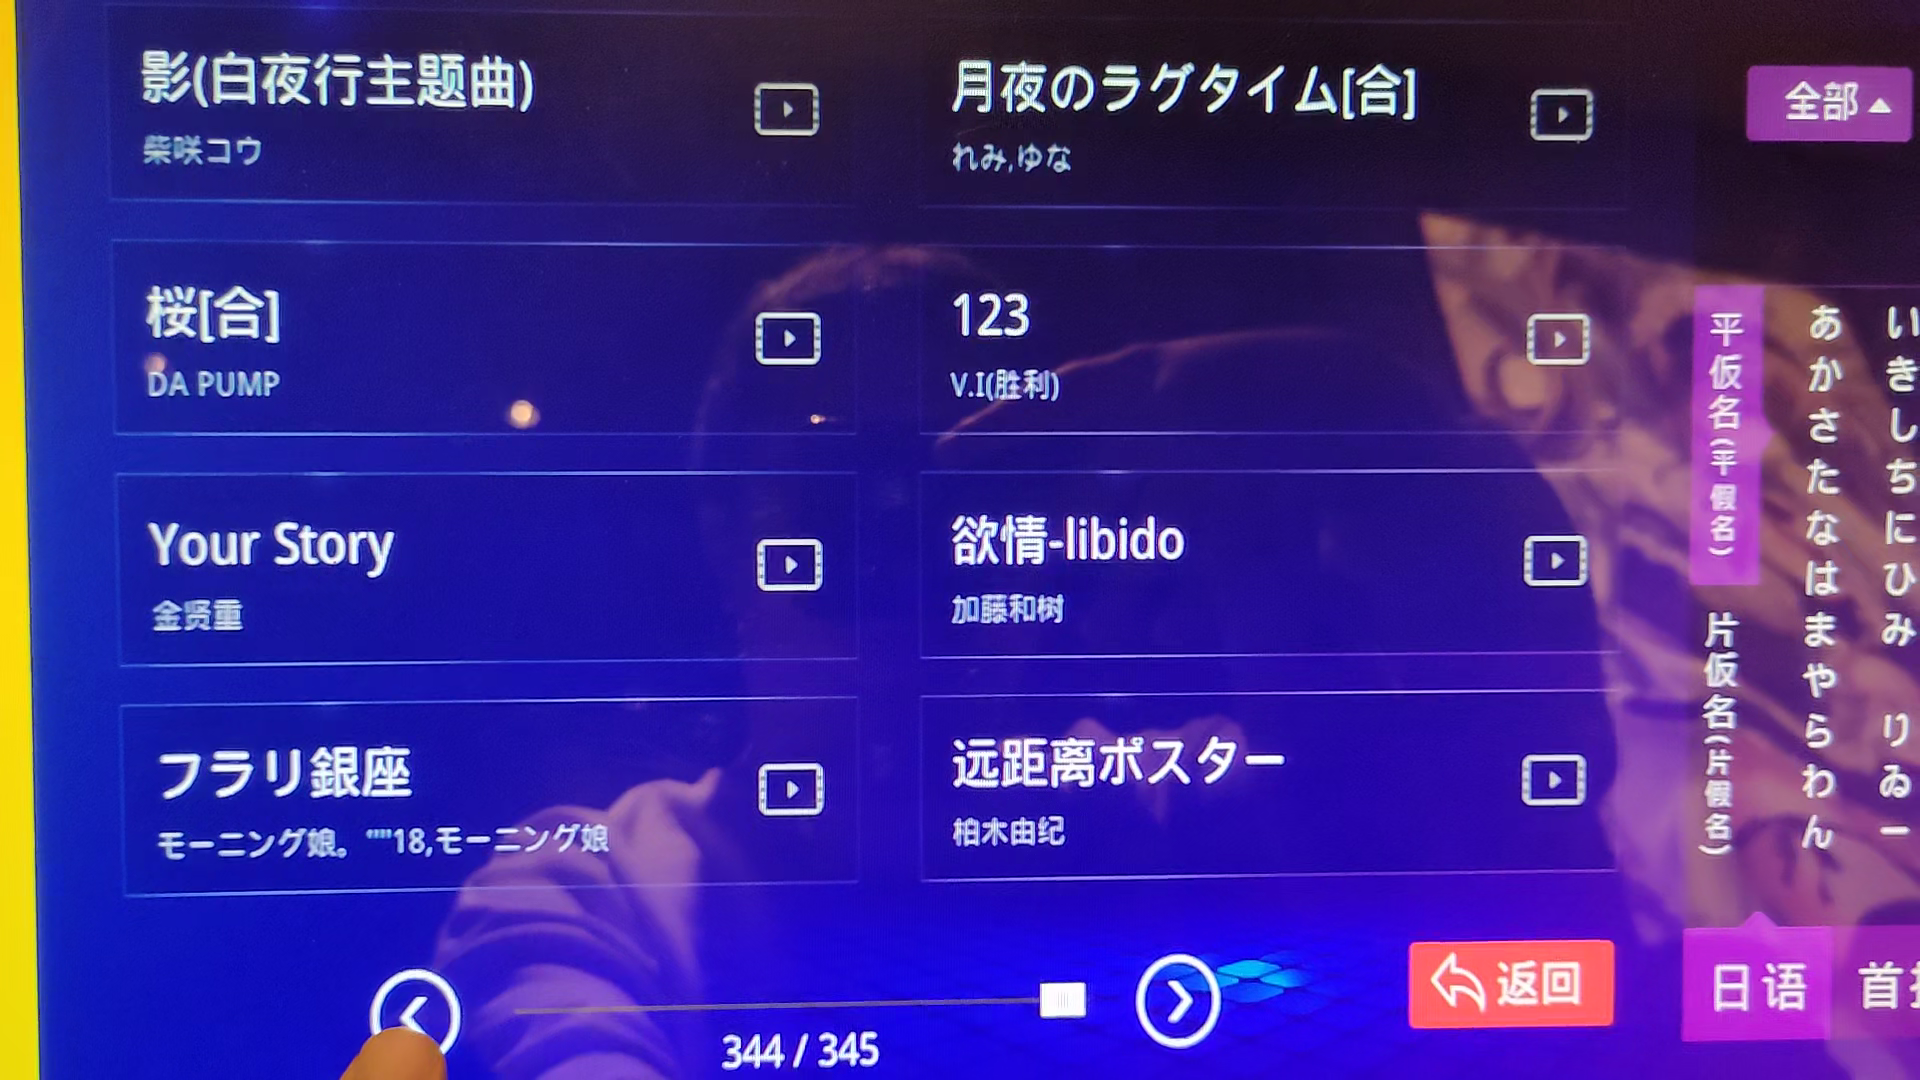 影(白夜行主题曲)
柴咲コウ
月夜のラグタイム[合]
れみ,ゆな
桜[合]
DA PUMP
123
V.I(胜利)
Your Story
金贤重
欲情-libido
加藤和树
フラリ銀座
モーニング娘。""18,モーニング娘
远距离ポスター
柏木由纪
344 / 345
返回
全部
平仮名(平假名)
片仮名(片假名)
あかさたなはまやらわん
いきしちにひみ りゐー
日语
首